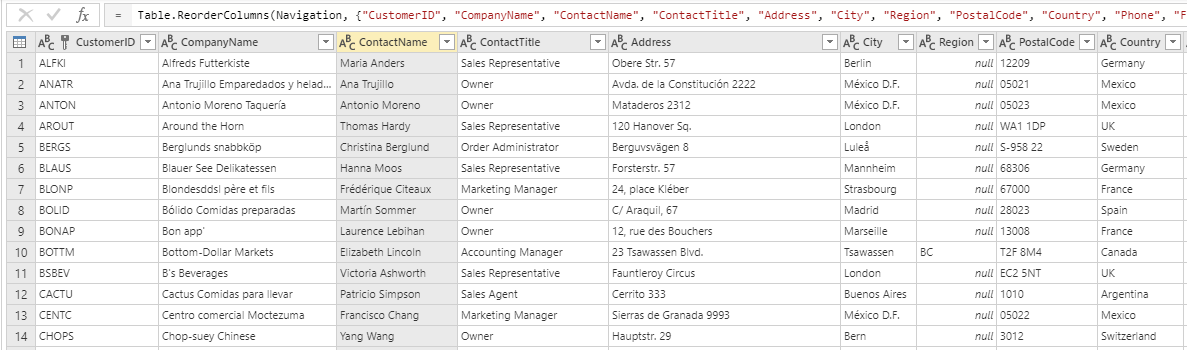 fx = Table.ReorderColumns(Navigation, {"CustomerID", "CompanyName", "ContactName", "ContactTitle", "Address", "City", "Region", "PostalCode", "Country", "Phone", "F
ABC CustomerID ABC CompanyName ABC ContactName ABC ContactTitle ABC Address ABC City ABC Region ABC PostalCode ABC Country
1 ALFKI Alfreds Futterkiste Maria Anders Sales Representative Obere Str. 57 Berlin null 12209 Germany
2 ANATR Ana Trujillo Emparedados y helad... Ana Trujillo Owner Avda. de la Constitución 2222 México D.F. null 05021 Mexico
3 ANTON Antonio Moreno Taquería Antonio Moreno Owner Mataderos 2312 México D.F. null 05023 Mexico
4 AROUT Around the Horn Thomas Hardy Sales Representative 120 Hanover Sq. London null WA1 1DP UK
5 BERGS Berglunds snabbköp Christina Berglund Order Administrator Berguvsvägen 8 Luleå null S-958 22 Sweden
6 BLAUS Blauer See Delikatessen Hanna Moos Sales Representative Forsterstr. 57 Mannheim null 68306 Germany
7 BLONP Blondesddsl père et fils Frédérique Citeaux Marketing Manager 24, place Kléber Strasbourg null 67000 France
8 BOLID Bólido Comidas preparadas Martín Sommer Owner C/ Araquil, 67 Madrid null 28023 Spain
9 BONAP Bon app' Laurence Lebihan Owner 12, rue des Bouchers Marseille null 13008 France
10 BOTTM Bottom-Dollar Markets Elizabeth Lincoln Accounting Manager 23 Tsawassen Blvd. Tsawassen BC T2F 8M4 Canada
11 BSBEV B's Beverages Victoria Ashworth Sales Representative Fauntleroy Circus London null EC2 5NT UK
12 CACTU Cactus Comidas para llevar Patricio Simpson Sales Agent Cerrito 333 Buenos Aires null 1010 Argentina
13 CENTC Centro comercial Moctezuma Francisco Chang Marketing Manager Sierras de Granada 9993 México D.F. null 05022 Mexico
14 CHOPS Chop-suey Chinese Yang Wang Owner Hauptstr. 29 Bern null 3012 Switzerland